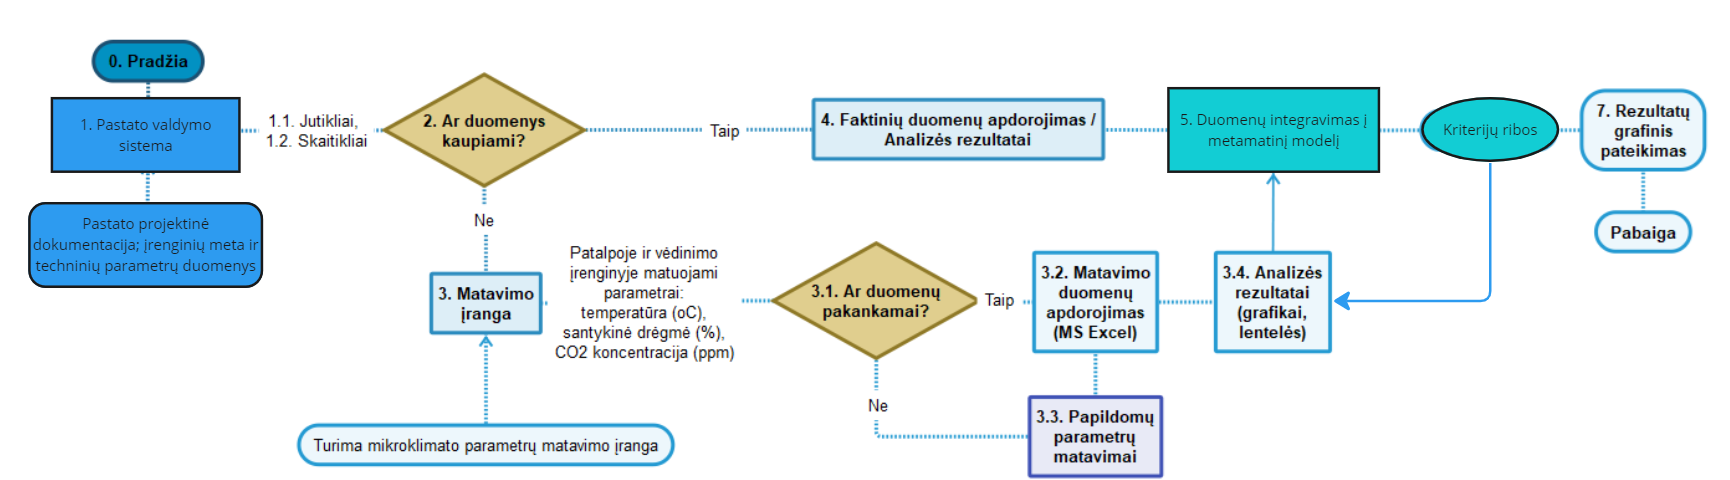 0. Pradžia
1. Pastato valdymo
sistema
Pastato projektinė
dokumentacija; įrenginių meta ir
techninių parametrų duomenys
1.1. Jutikliai,
1.2. Skaitikliai
2. Ar duomenys
kaupiami?
Taip
4. Faktinių duomenų apdorojimas /
Analizės rezultatai
5. Duomenų integravimas į
metamatinį modelį
Kriterijų ribos
7. Rezultatų
grafinis
pateikimas
Pabaiga
Ne
3. Matavimo
įranga
Turima mikroklimato parametrų matavimo įranga
Patalpoje ir vėdinimo
įrenginyje matuojami
parametrai:
temperatūra (oC),
santykinė drėgmė (%),
CO2 koncentracija (ppm)
3.1. Ar duomenų
pakankamai?
Taip
3.2. Matavimo
duomenų
apdorojimas
(MS Excel)
3.4. Analizės
rezultatai
(grafikai,
lentelės)
Ne
3.3. Papildomų
parametrų
matavimai